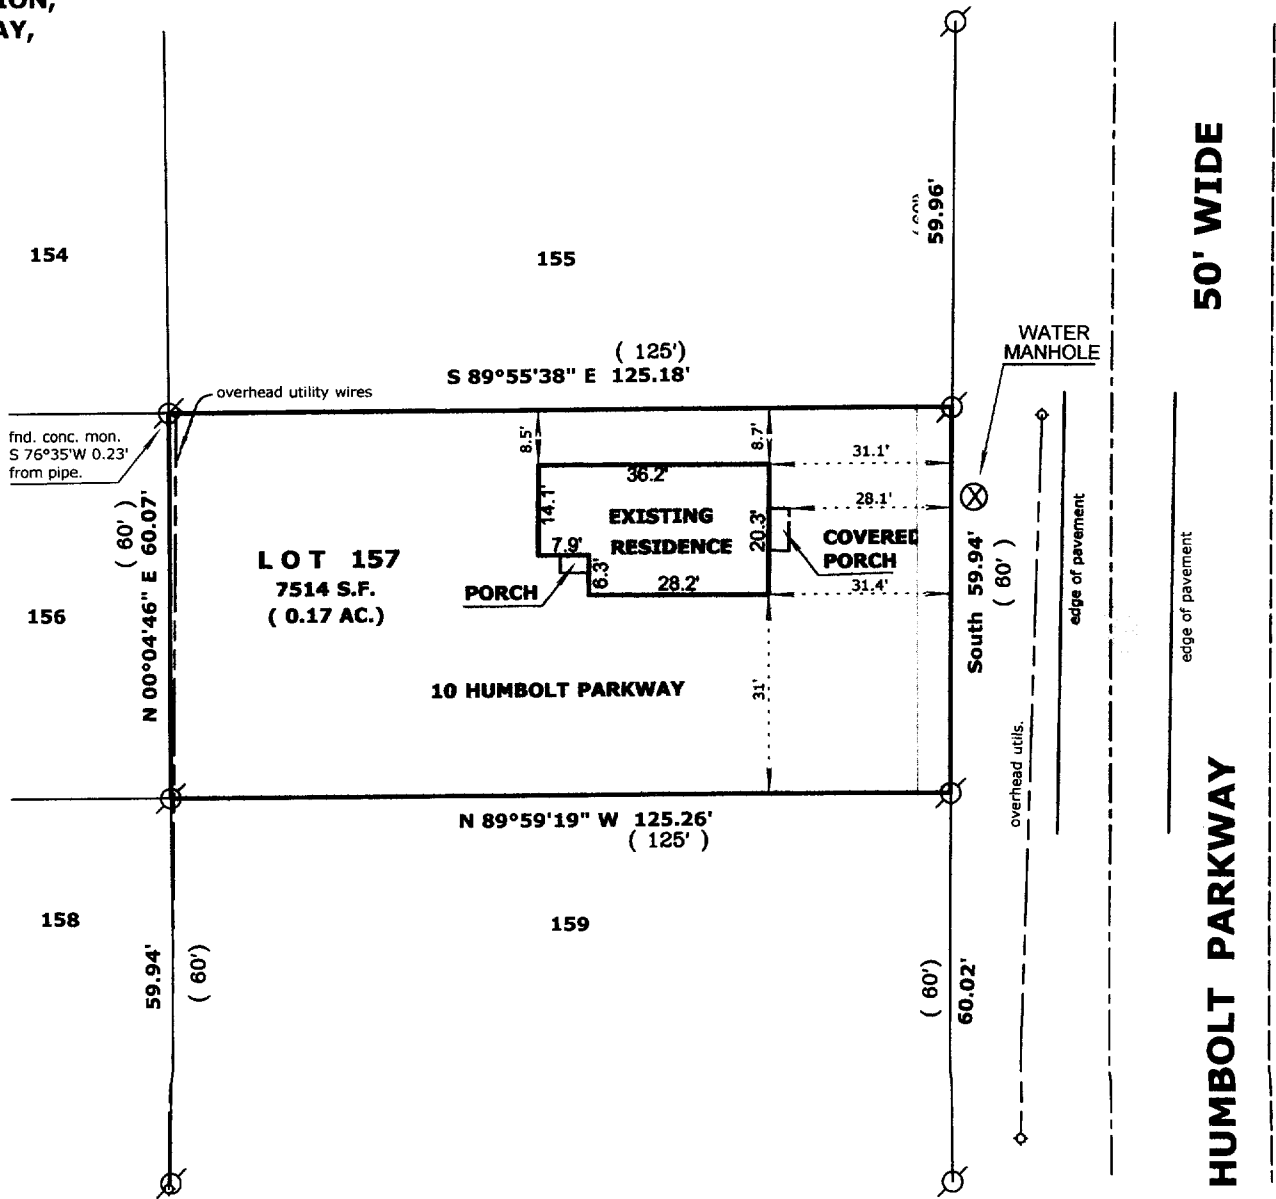 AY,
50' WIDE
59.96'
154
155
WATER
MANHOLE
( 125')
S 89°55'38" E 125.18'
overhead utility wires
fnd. conc. mon.
S 76°35'W 0.23'
from pipe.
8.5'
8.7'
31.1'
36.2'
28.1'
14.1'
EXISTING
RESIDENCE
20.3'
COVERED
PORCH
7.9'
6.3'
PORCH
28.2'
31.4'
( 60' )
N 00°04'46" E 60.07'
LOT 157
7514 S.F.
( 0.17 AC.)
South 59.94'
( 60' )
edge of pavement
edge of pavement
156
10 HUMBOLT PARKWAY
31'
overhead utils.
N 89°59'19" W 125.26'
( 125' )
158
159
59.94'
( 60')
( 60')
60.02'
HUMBOLT PARKWAY